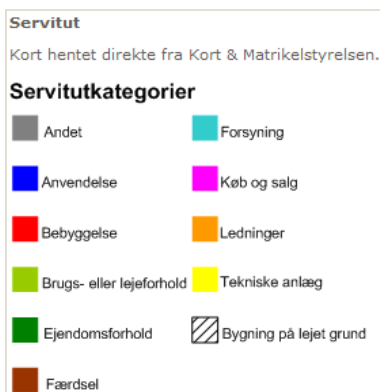 Servitut
Kort hentet direkte fra Kort & Matrikelstyrelsen.
Servitutkategorier
Andet
Forsyning
Anvendelse
Køb og salg
Bebyggelse
Ledninger
Brugs- eller lejeforhold
Tekniske anlæg
Ejendomsforhold
Bygning på lejet grund
Færdsel